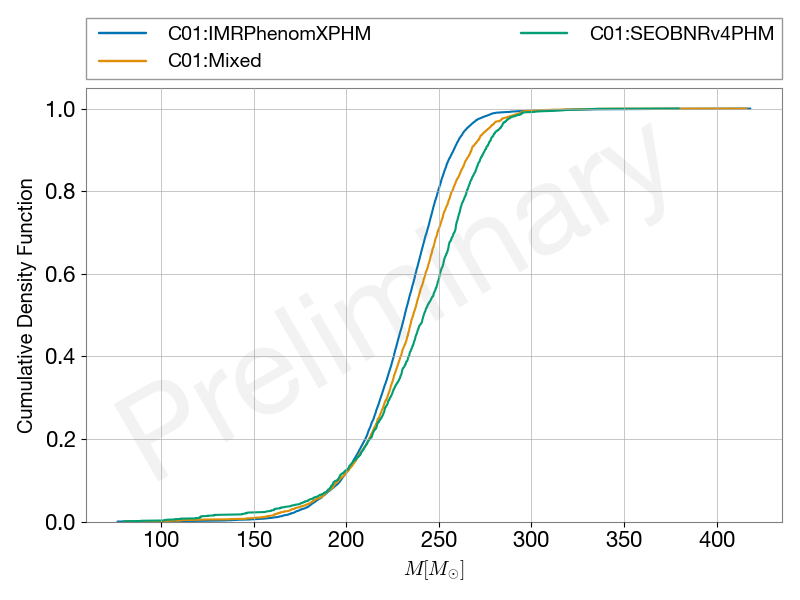 C01:IMRPhenomXPHM
C01:Mixed
C01:SEOBNRv4PHM
Preliminary
Cumulative Density Function
1.0
0.8
0.6
0.4
0.2
0.0
100 150 200 250 300 350 400
M[M⊙]